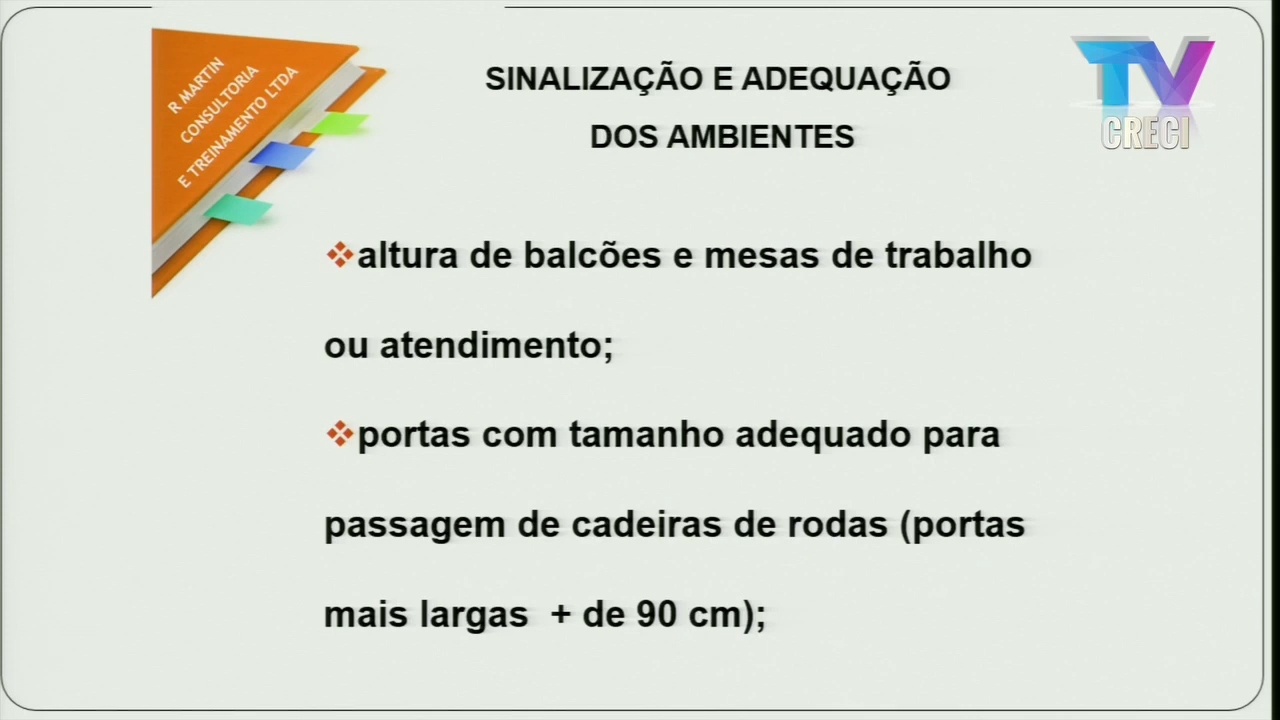 R MARTIN
CONSULTORIA
E TREINAMENTO LTDA
TV
CRECI
SINALIZAÇÃO E ADEQUAÇÃO
DOS AMBIENTES
❖altura de balcões e mesas de trabalho
ou atendimento;
❖portas com tamanho adequado para
passagem de cadeiras de rodas (portas
mais largas + de 90 cm);